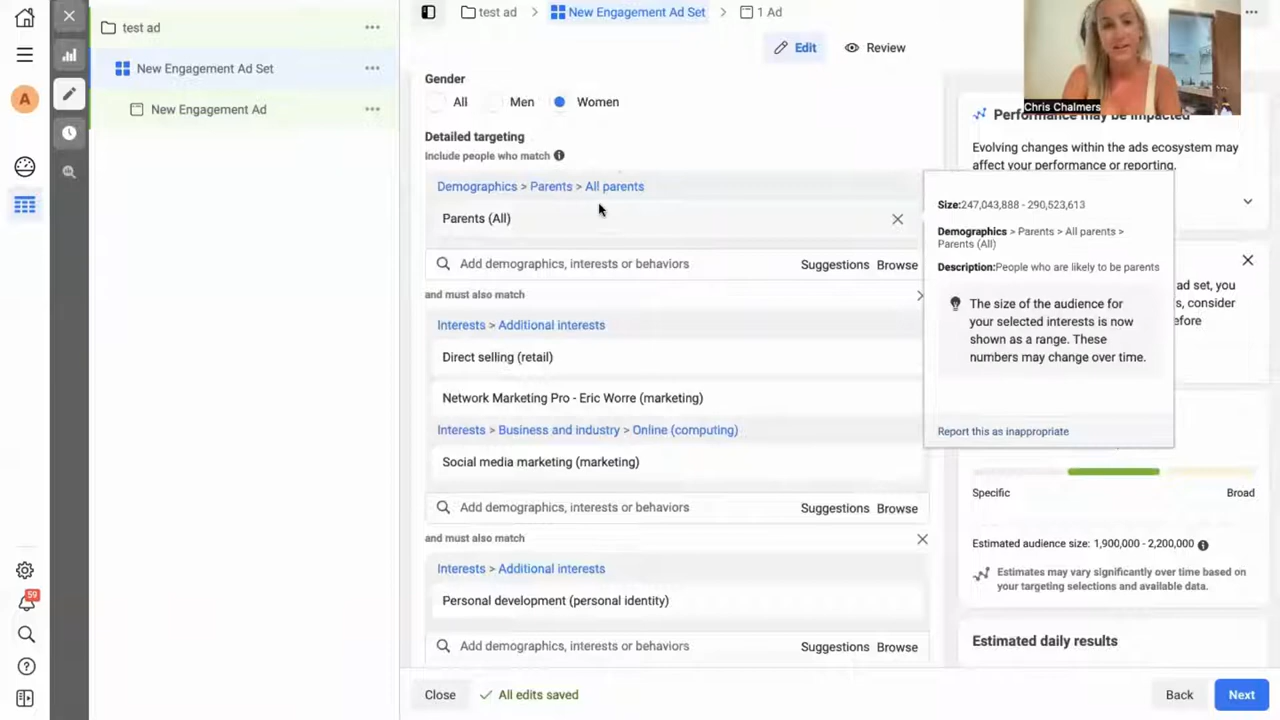 test ad
New Engagement Ad Set
New Engagement Ad
A
59
test ad > New Engagement Ad Set > 1 Ad
Edit
Review
Gender
All
Men
Women
Detailed targeting
Include people who match
Demographics > Parents > All parents
Parents (All)
Add demographics, interests or behaviors
Suggestions
Browse
and must also match
Interests > Additional interests
Direct selling (retail)
Network Marketing Pro - Eric Worre (marketing)
Interests > Business and industry > Online (computing)
Social media marketing (marketing)
Add demographics, interests or behaviors
Suggestions
Browse
and must also match
Interests > Additional interests
Personal development (personal identity)
Add demographics, interests or behaviors
Suggestions
Browse
Close
All edits saved
Back
Next
Chris Chalmers
Performance may be impacted
Evolving changes within the ads ecosystem may
affect your performance or reporting.
Size:247,043,888 - 290,523,613
Demographics > Parents > All parents >
Parents (All)
Description:People who are likely to be parents
The size of the audience for
your selected interests is now
shown as a range. These
numbers may change over time.
Report this as inappropriate
ad set, you
s, consider
efore
Specific
Broad
Estimated audience size: 1,900,000 - 2,200,000
Estimates may vary significantly over time based on
your targeting selections and available data.
Estimated daily results